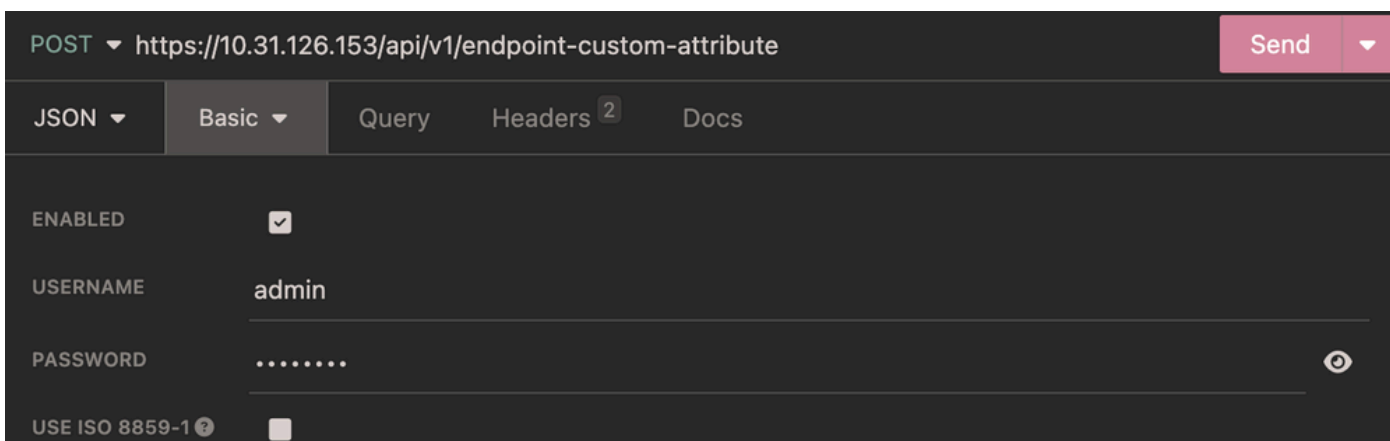 POST https://10.31.126.153/api/v1/endpoint-custom-attribute Send
JSON Basic Query Headers 2 Docs
ENABLED
USERNAME admin
PASSWORD ••••••••
USE ISO 8859-1 ?